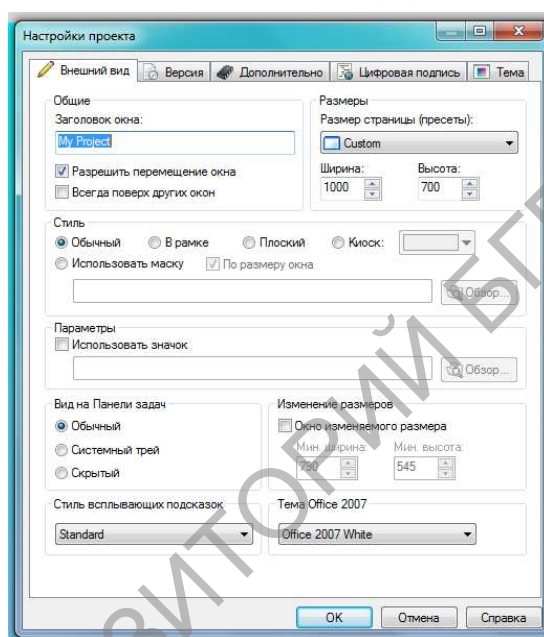 Настройки проекта
Внешний вид Версия Дополнительно Цифровая подпись Тема
Общие
Заголовок окна:
My Project
Разрешить перемещение окна
Всегда поверх других окон
Размеры
Размер страницы (пресеты):
Custom
Ширина: Высота:
1000 700
Стиль
Обычный В рамке Плоский Киоск:
Использовать маску По размеру окна
Обзор...
Параметры
Использовать значок
Обзор...
Вид на Панели задач
Обычный
Системный трей
Скрытый
Изменение размеров
Окно изменяемого размера
Мин. ширина: Мин. высота:
790 545
Стиль всплывающих подсказок
Standard
Тема Office 2007
Office 2007 White
OK Отмена Справка
ЗИТОРИЙ БГ